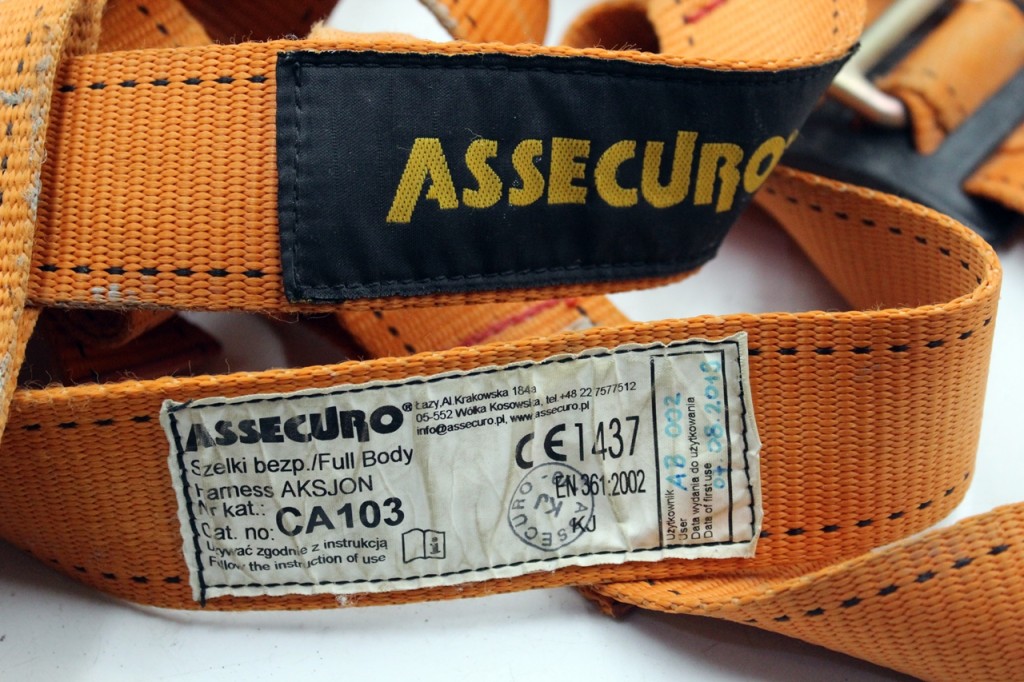 ASSECURO
ASSECURO®
Łazy,Al.Krakowska 184a
05-552 Wólka Kosowska, tel.+48 22 7577512
info@assecuro.pl, www.assecuro.pl
Szelki bezp./Full Body
Harness AKSJON
Nr kat.:
Cat. no: CA103
Używać zgodnie z instrukcją
Follow the instruction of use
CE 1437
EN 361:2002
KJ
ASSECURO
KJ
Użytkownik
User
AB 002
Data wydania do użytkowania
Date of first use